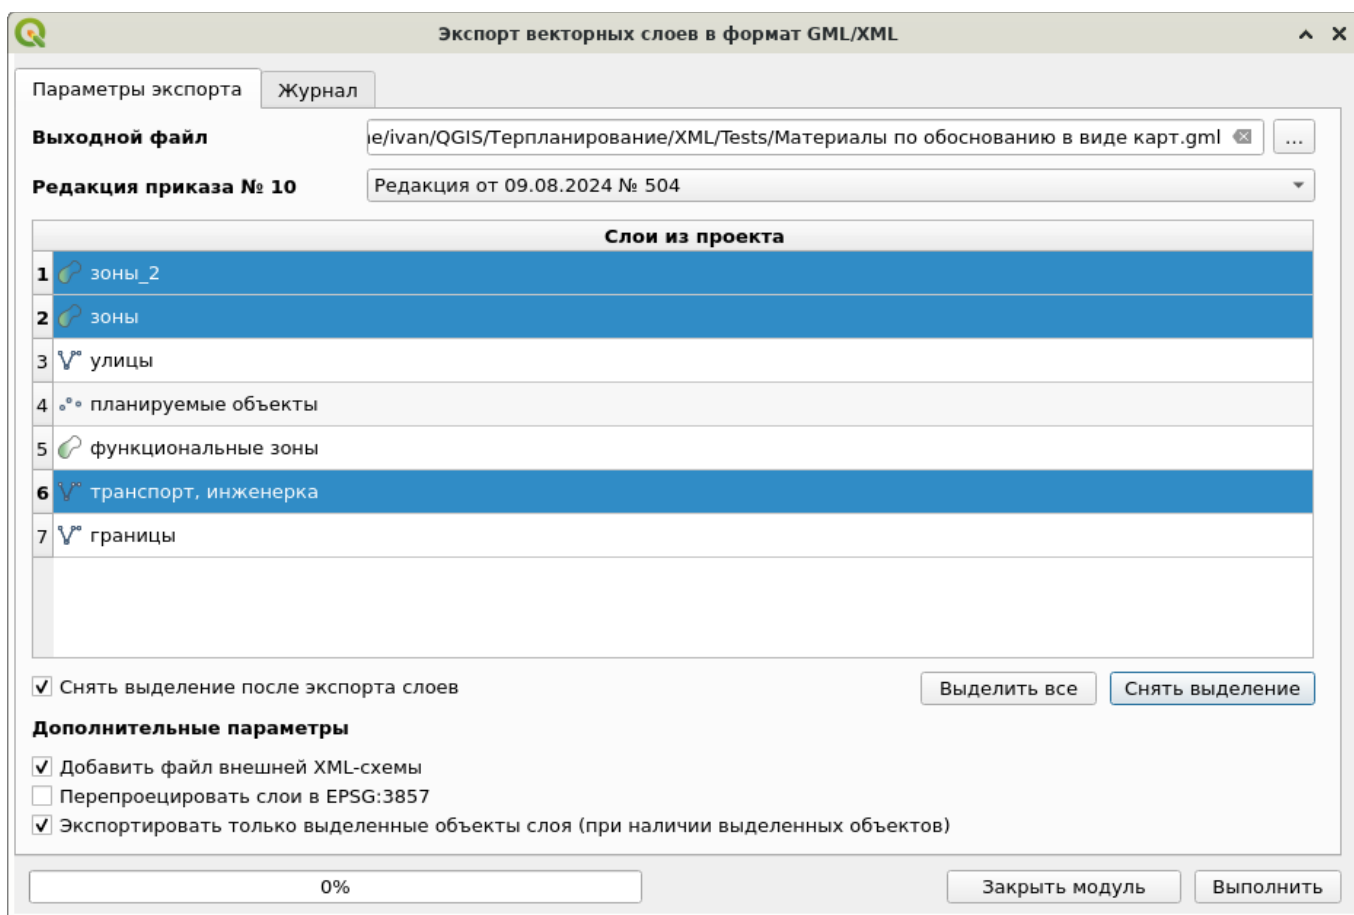 Экспорт векторных слоев в формат GML/XML
Параметры экспорта Журнал
Выходной файл ne/ivan/QGIS/Терпланирование/XML/Tests/Материалы по обоснованию в виде карт.gml ...
Редакция приказа № 10 Редакция от 09.08.2024 № 504
Слои из проекта
1 зоны_2
2 зоны
3 улицы
4 планируемые объекты
5 функциональные зоны
6 транспорт, инженерка
7 границы
Снять выделение после экспорта слоев Выделить все Снять выделение
Дополнительные параметры
Добавить файл внешней XML-схемы
Перепроецировать слои в EPSG:3857
Экспортировать только выделенные объекты слоя (при наличии выделенных объектов)
0% Закрыть модуль Выполнить